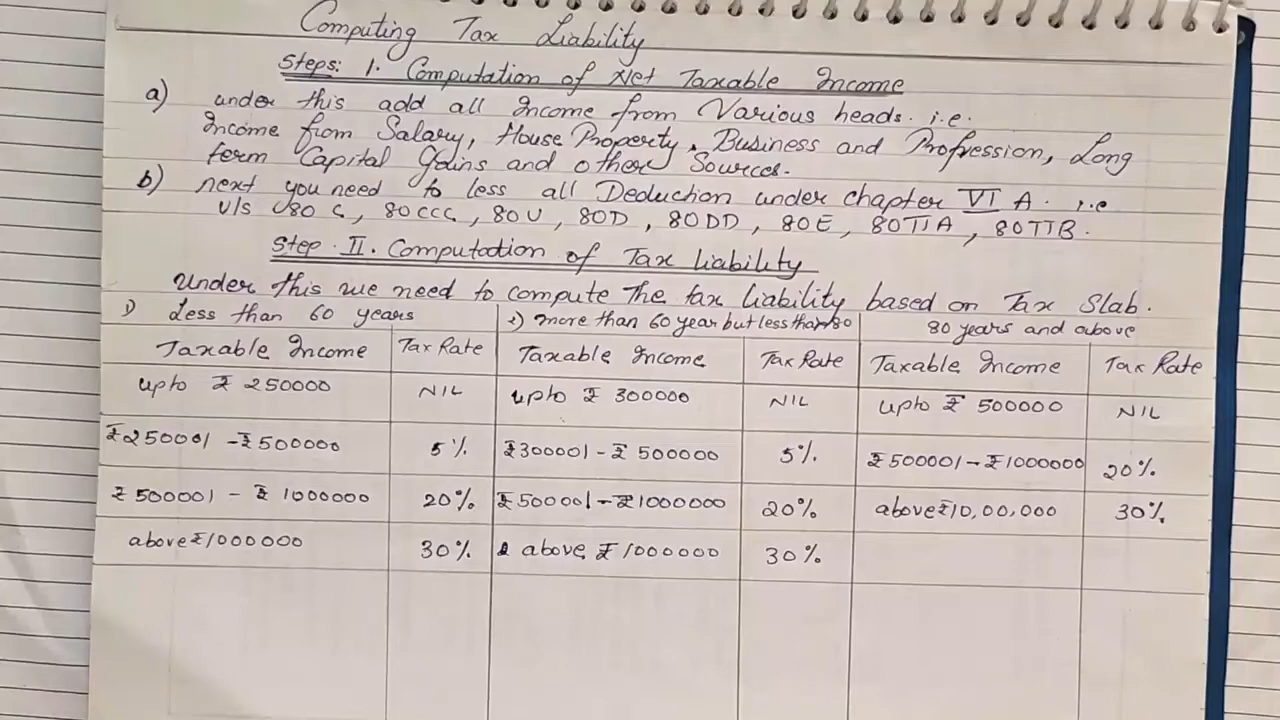 Computing Tax Liability
Steps: 1. Computation of Net Taxable Income
a) under this add all Income from Various heads. i.e.
Income from Salary, House Property, Business and Profession, Long
term Capital Gains and other Sources.
b) next you need to less all Deduction under chapter VI A. i.e
U/s 80 C, 80 CCC, 80 U, 80D, 80 DD, 80E, 80TTA, 80TTB.
Step II. Computation of Tax liability
Under this we need to compute the tax liability based on Tax Slab.
1) Less than 60 years 2) more than 60 year but less than 80 80 years and above
Taxable Income Tax Rate Taxable Income Tax Rate Taxable Income Tax Rate
upto ₹ 250000 NIL upto ₹ 300000 NIL upto ₹ 500000 NIL
₹250001 - ₹500000 5% ₹300001 - ₹ 500000 5% ₹500001 - ₹1000000 20%
₹500001 - ₹ 1000000 20% ₹500001 - ₹1000000 20% above ₹10,00,000 30%
above ₹1000000 30% above ₹1000000 30%